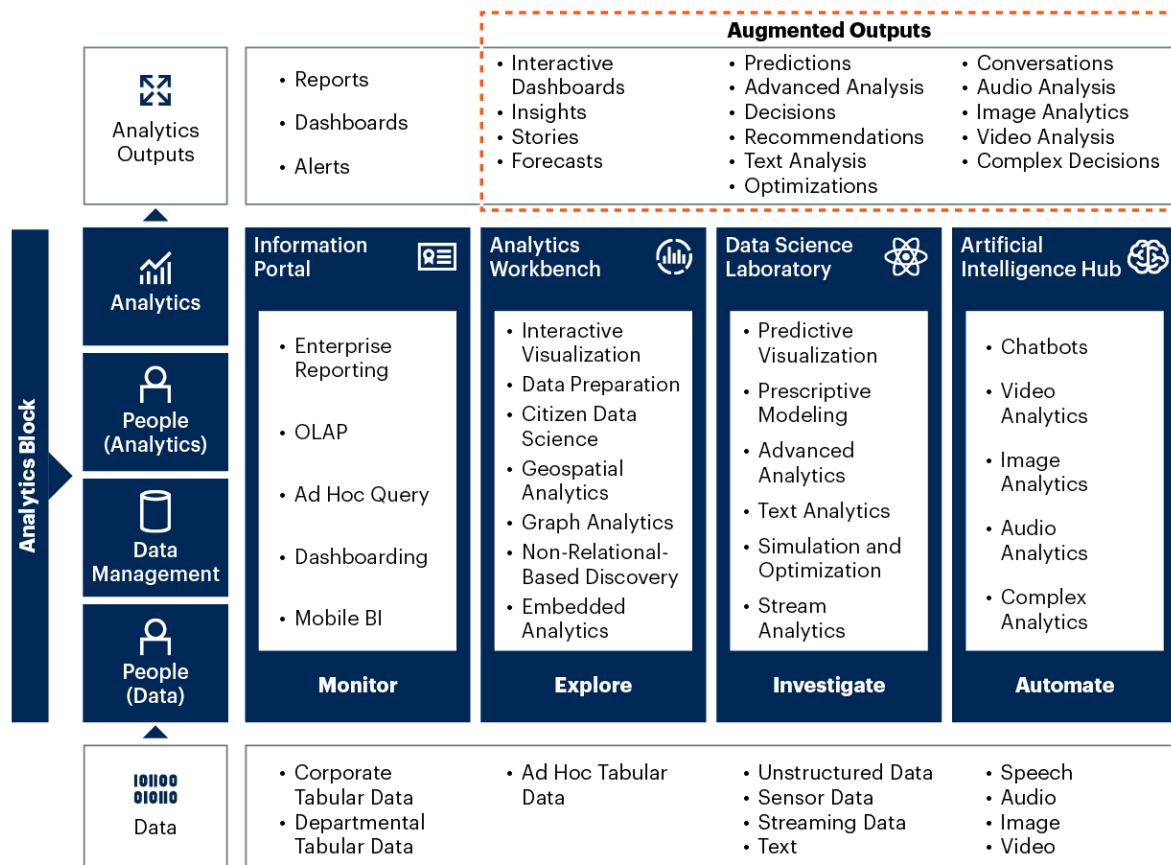 Augmented Outputs
Analytics
Outputs
• Reports
• Dashboards
• Alerts
• Interactive
Dashboards
• Insights
• Stories
• Forecasts
• Predictions
• Advanced Analysis
• Decisions
• Recommendations
• Text Analysis
• Optimizations
• Conversations
• Audio Analysis
• Image Analytics
• Video Analysis
• Complex Decisions
Analytics Block
Analytics
People
(Analytics)
Data
Management
People
(Data)
Information
Portal
• Enterprise
Reporting
• OLAP
• Ad Hoc Query
• Dashboarding
• Mobile BI
Monitor
Analytics
Workbench
• Interactive
Visualization
• Data Preparation
• Citizen Data
Science
• Geospatial
Analytics
• Graph Analytics
• Non-Relational-
Based Discovery
• Embedded
Analytics
Explore
Data Science
Laboratory
• Predictive
Visualization
• Prescriptive
Modeling
• Advanced
Analytics
• Text Analytics
• Simulation and
Optimization
• Stream
Analytics
Investigate
Artificial
Intelligence Hub
• Chatbots
• Video
Analytics
• Image
Analytics
• Audio
Analytics
• Complex
Analytics
Automate
101100
010110
Data
• Corporate
Tabular Data
• Departmental
Tabular Data
• Ad Hoc Tabular
Data
• Unstructured Data
• Sensor Data
• Streaming Data
• Text
• Speech
• Audio
• Image
• Video